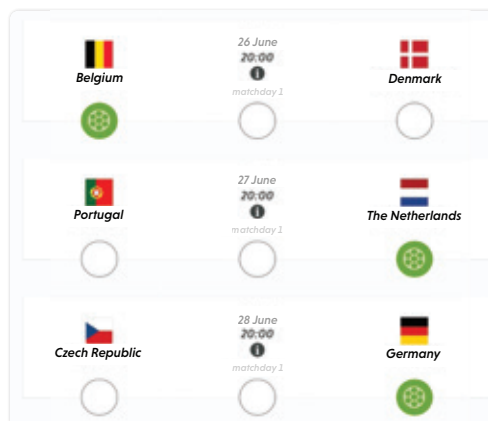 26 June
20:00
Belgium
Denmark
matchday 1
27 June
20:00
Portugal
The Netherlands
matchday 1
28 June
20:00
Czech Republic
Germany
matchday 1